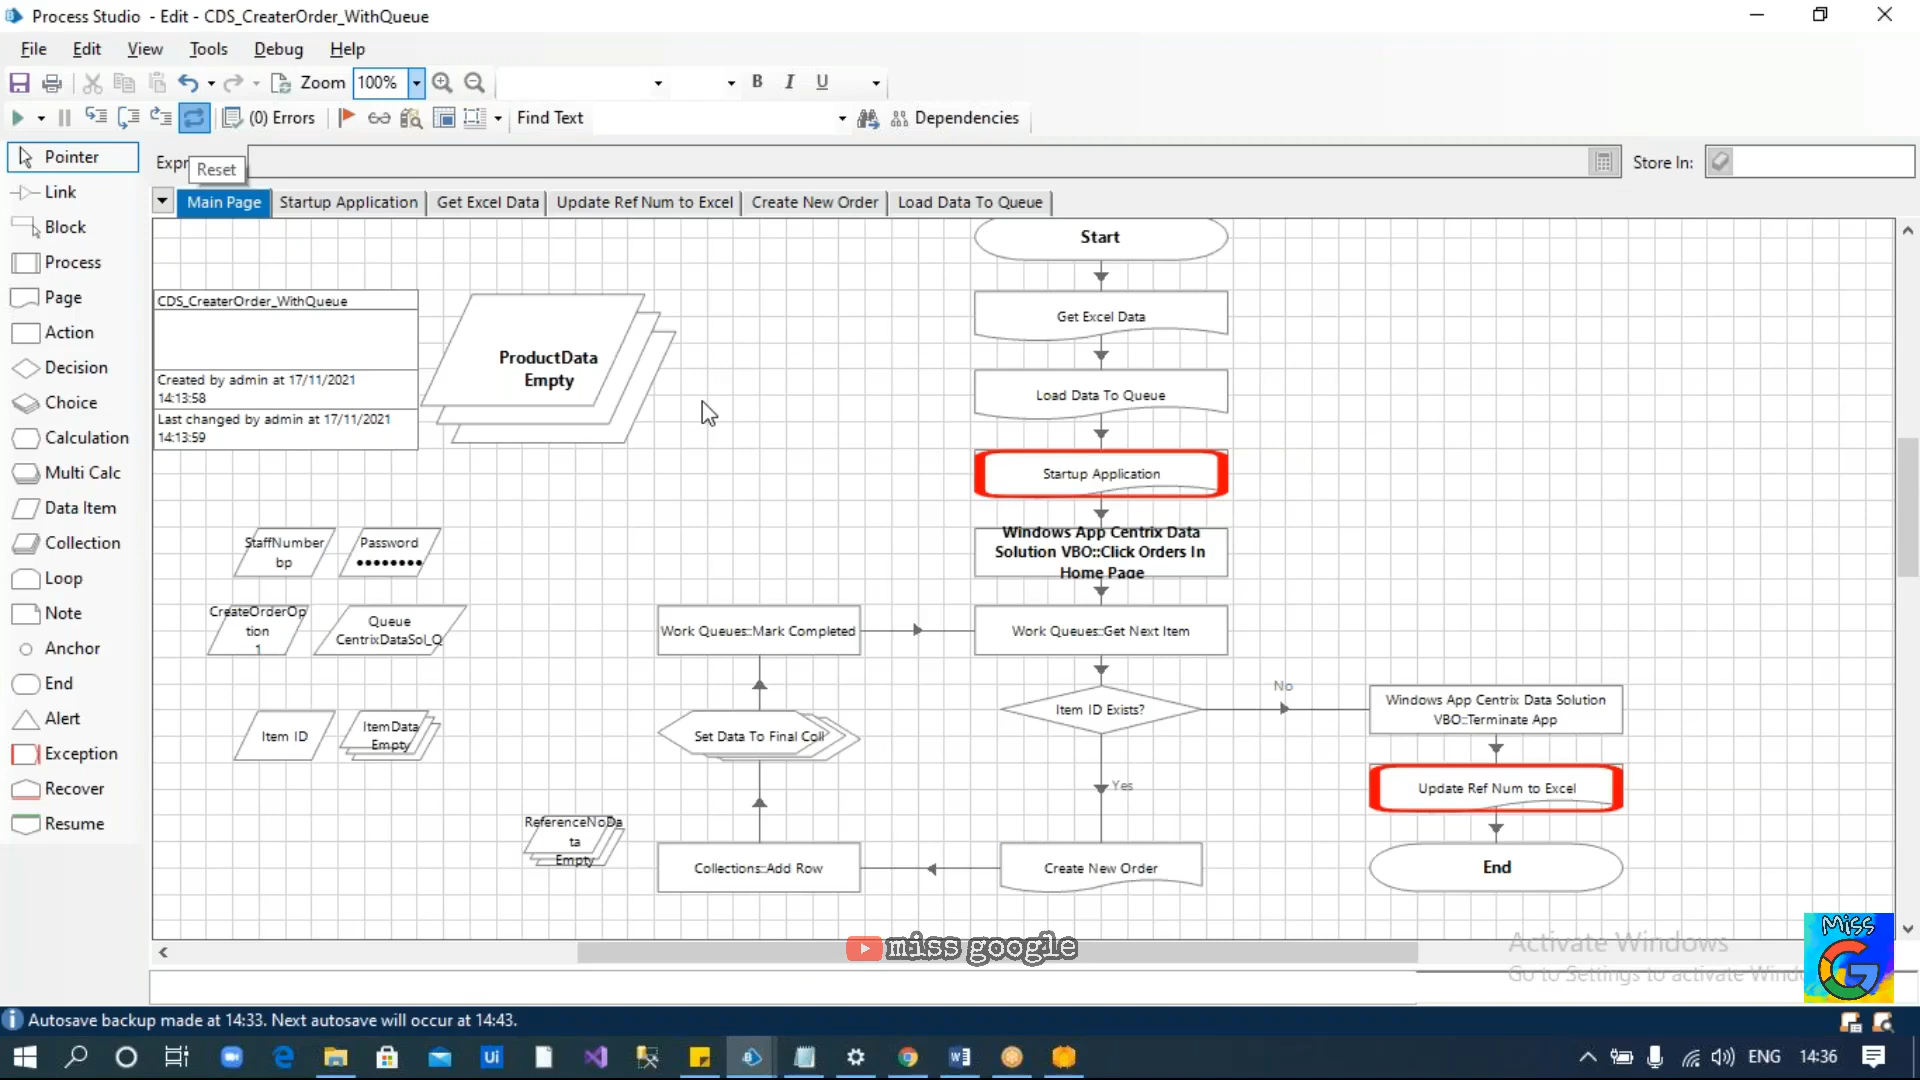 Process Studio - Edit - CDS_CreaterOrder_WithQueue
File Edit View Tools Debug Help
Zoom 100% B I U
(0) Errors Find Text Dependencies
Pointer
Expr Reset Store In:
Link
Main Page Startup Application Get Excel Data Update Ref Num to Excel Create New Order Load Data To Queue
Block
Process
Page
Action
Decision
Choice
Calculation
Multi Calc
Data Item
Collection
Loop
Note
Anchor
End
Alert
Exception
Recover
Resume
CDS_CreaterOrder_WithQueue
Created by admin at 17/11/2021
14:13:58
Last changed by admin at 17/11/2021
14:13:59
ProductData
Empty
Start
Get Excel Data
Load Data To Queue
Startup Application
Windows App Centrix Data
Solution VBO::Click Orders In
Home Page
StaffNumber
bp
Password
••••••••
CreateOrderOp
tion
1
Queue
CentrixDataSol_Q
Work Queues::Mark Completed
Work Queues::Get Next Item
Item ID
ItemData
Empty
Set Data To Final Coll
Item ID Exists?
No
Yes
Windows App Centrix Data Solution
VBO::Terminate App
Update Ref Num to Excel
ReferenceNoDa
ta
Empty
Collections::Add Row
Create New Order
End
miss google
Activate Windows
Go to Settings to activate Wind
Miss
G
Autosave backup made at 14:33. Next autosave will occur at 14:43.
Ui
ENG 14:36